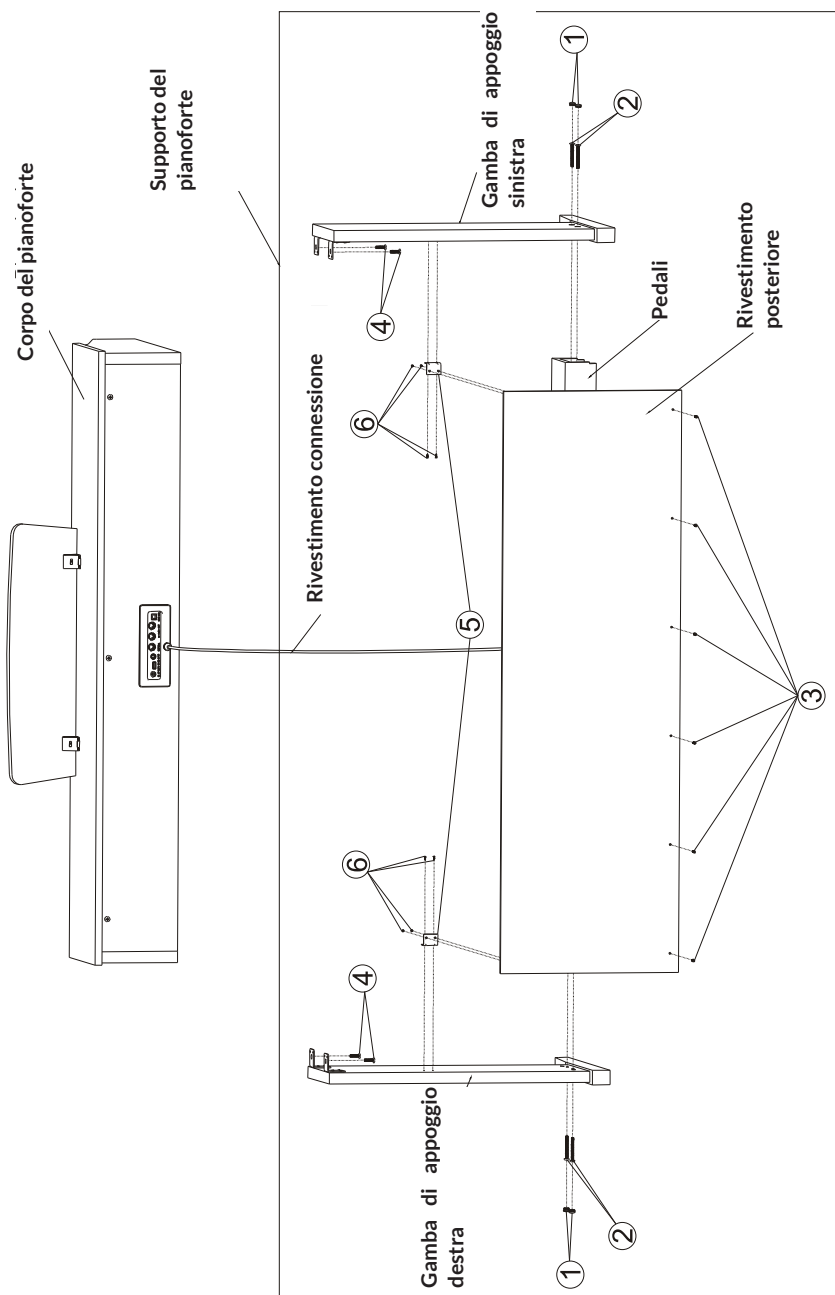 Corpo del pianoforte
Supporto del
pianoforte
Rivestimento connessione
Gamba di appoggio
sinistra
Gamba di appoggio
destra
Pedali
Rivestimento
posteriore
4
4
6
6
5
1
2
1
2
3